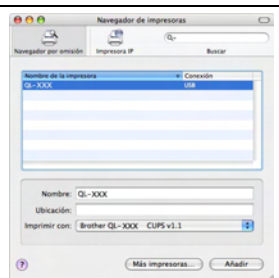 Navegador de impresoras
Navegador por omisión Impresora IP Buscar
Nombre de la impresora Conexión
QL-XXX USB
Nombre: QL-XXX
Ubicación:
Imprimir con: Brother QL-XXX CUPS v1.1
Más impresoras... Añadir